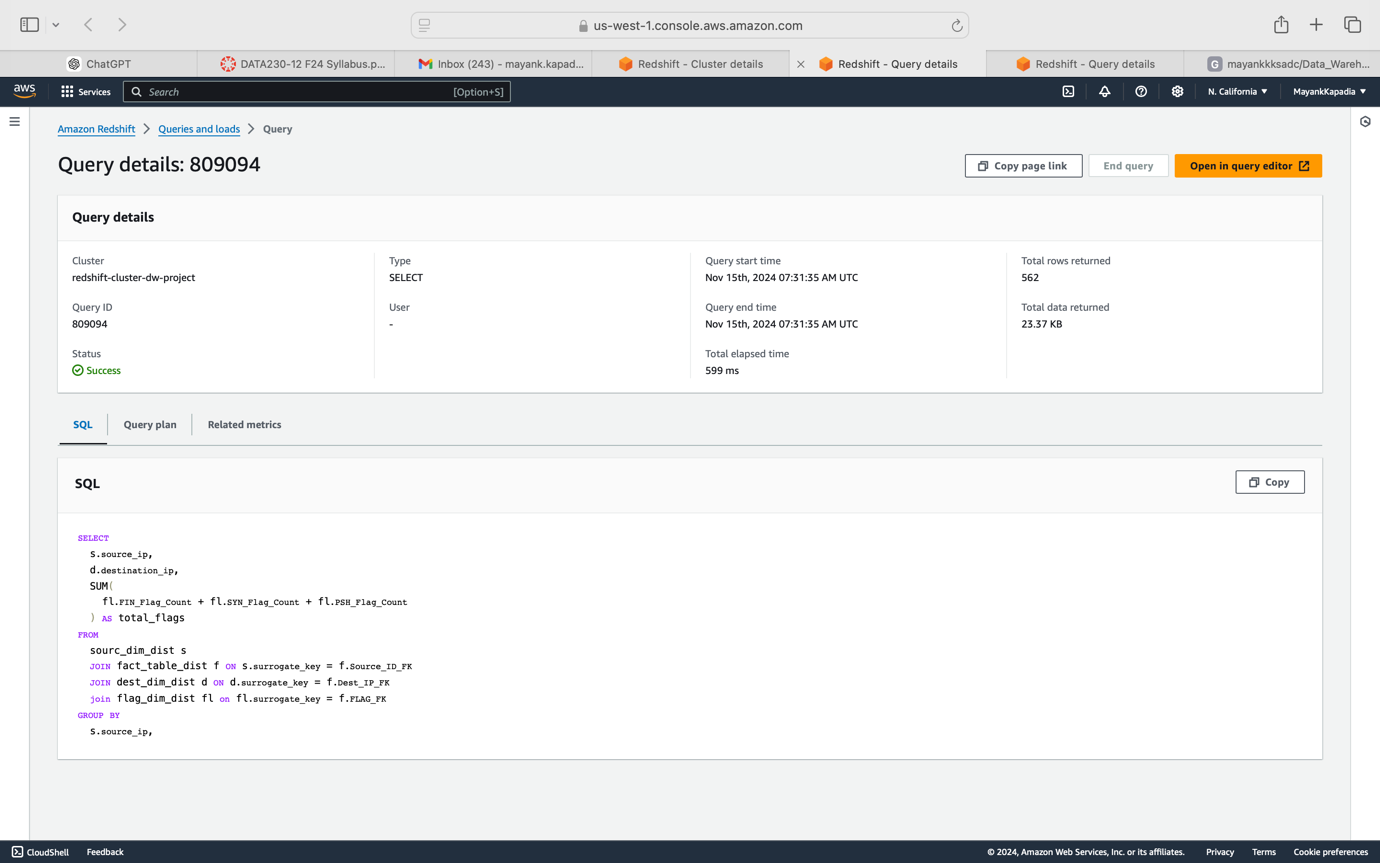 us-west-1.console.aws.amazon.com
ChatGPT
DATA230-12 F24 Syllabus.p...
Inbox (243) - mayank.kapad...
Redshift - Cluster details
Redshift - Query details
Redshift - Query details
G mayankkksadc/Data_Wareh...
aws
Services
Search
[Option+S]
N. California
MayankKapadia
Amazon Redshift
Queries and loads
Query
Query details: 809094
Copy page link
End query
Open in query editor
Query details
Cluster
redshift-cluster-dw-project
Query ID
809094
Status
Success
Type
SELECT
User
-
Query start time
Nov 15th, 2024 07:31:35 AM UTC
Query end time
Nov 15th, 2024 07:31:35 AM UTC
Total elapsed time
599 ms
Total rows returned
562
Total data returned
23.37 KB
SQL
Query plan
Related metrics
SQL
Copy
SELECT
s.source_ip,
d.destination_ip,
SUM(
fl.FIN_Flag_Count + fl.SYN_Flag_Count + fl.PSH_Flag_Count
) AS total_flags
FROM
sourc_dim_dist s
JOIN fact_table_dist f ON s.surrogate_key = f.Source_ID_FK
JOIN dest_dim_dist d ON d.surrogate_key = f.Dest_IP_FK
join flag_dim_dist fl on fl.surrogate_key = f.FLAG_FK
GROUP BY
s.source_ip,
CloudShell
Feedback
© 2024, Amazon Web Services, Inc. or its affiliates.
Privacy
Terms
Cookie preferences